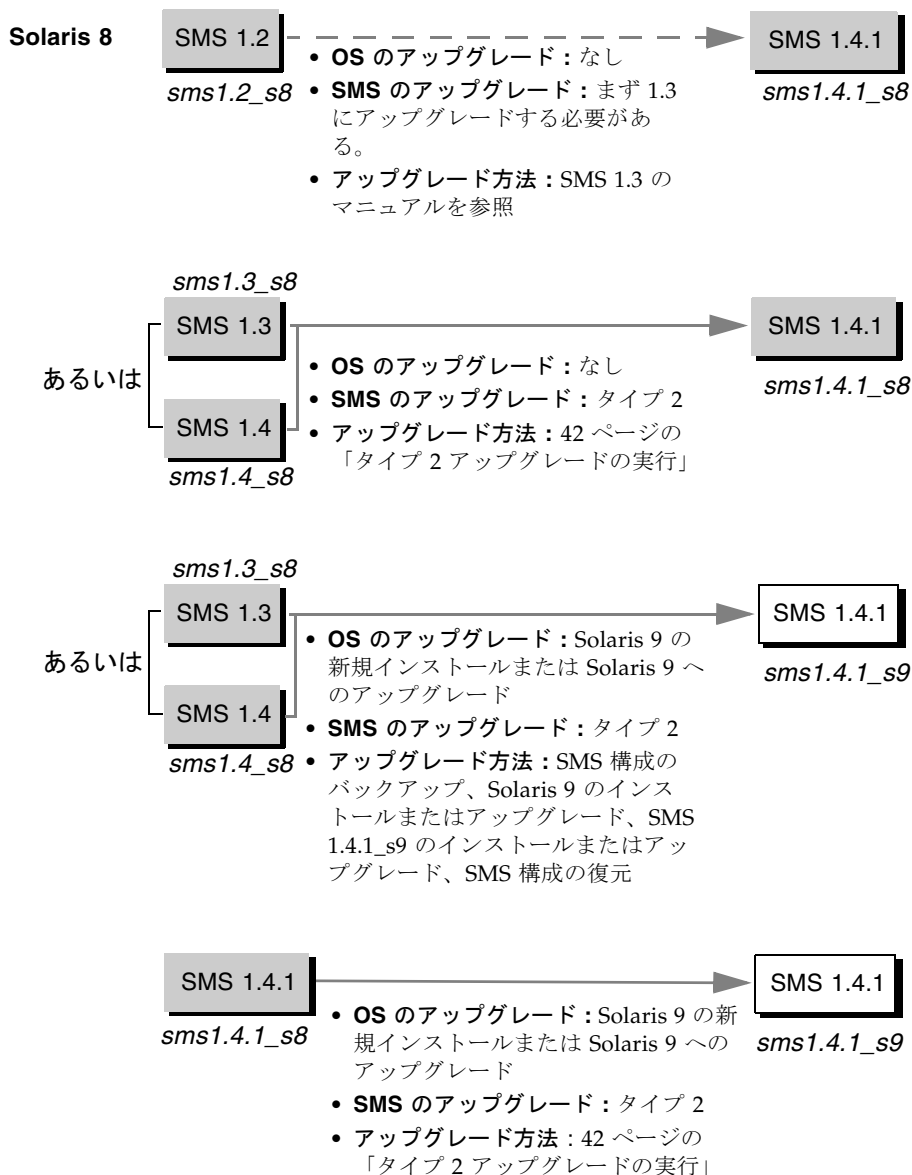 Solaris 8
SMS 1.2
SMS 1.4.1
sms1.2_s8
sms1.4.1_s8
• OS のアップグレード：なし
• SMS のアップグレード：まず 1.3
にアップグレードする必要があ
る。
• アップグレード方法：SMS 1.3 の
マニュアルを参照
sms1.3_s8
SMS 1.3
SMS 1.4.1
あるいは
sms1.4.1_s8
SMS 1.4
sms1.4_s8
• OS のアップグレード：なし
• SMS のアップグレード：タイプ 2
• アップグレード方法：42 ページの
「タイプ 2 アップグレードの実行」
sms1.3_s8
SMS 1.3
SMS 1.4.1
あるいは
sms1.4.1_s9
SMS 1.4
sms1.4_s8
• OS のアップグレード：Solaris 9 の
新規インストールまたは Solaris 9 へ
のアップグレード
• SMS のアップグレード：タイプ 2
• アップグレード方法：SMS 構成の
バックアップ、Solaris 9 のインス
トールまたはアップグレード、SMS
1.4.1_s9 のインストールまたはアッ
プグレード、SMS 構成の復元
SMS 1.4.1
SMS 1.4.1
sms1.4.1_s8
sms1.4.1_s9
• OS のアップグレード：Solaris 9 の新
規インストールまたは Solaris 9 への
アップグレード
• SMS のアップグレード：タイプ 2
• アップグレード方法：42 ページの
「タイプ 2 アップグレードの実行」